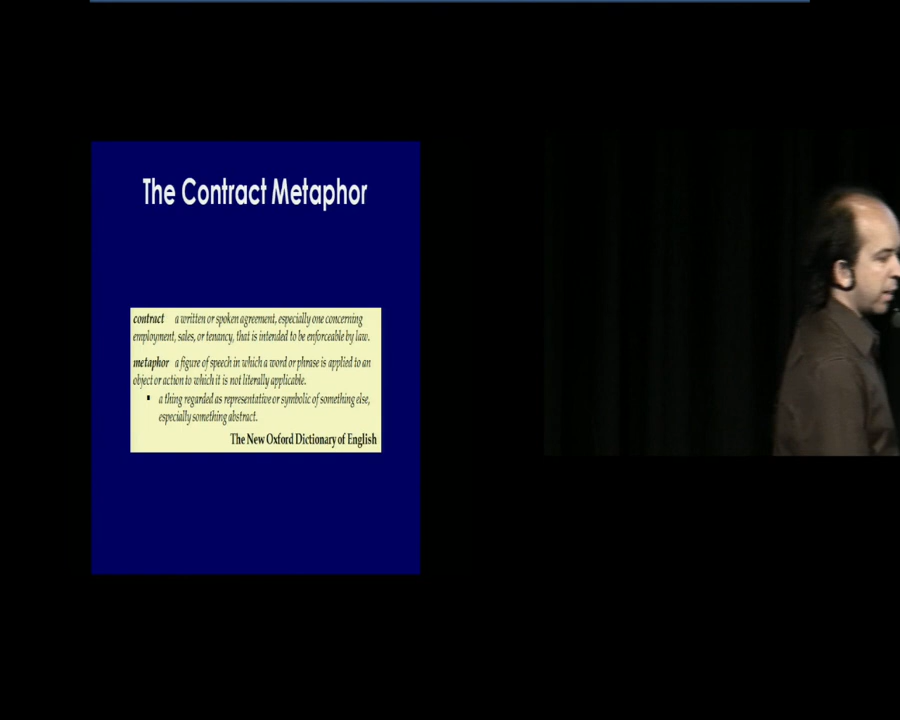 The Contract Metaphor
contract a written or spoken agreement, especially one concerning
employment, sales, or tenancy, that is intended to be enforceable by law.
metaphor a figure of speech in which a word or phrase is applied to an
object or action to which it is not literally applicable.
▪ a thing regarded as representative or symbolic of something else,
especially something abstract.
The New Oxford Dictionary of English